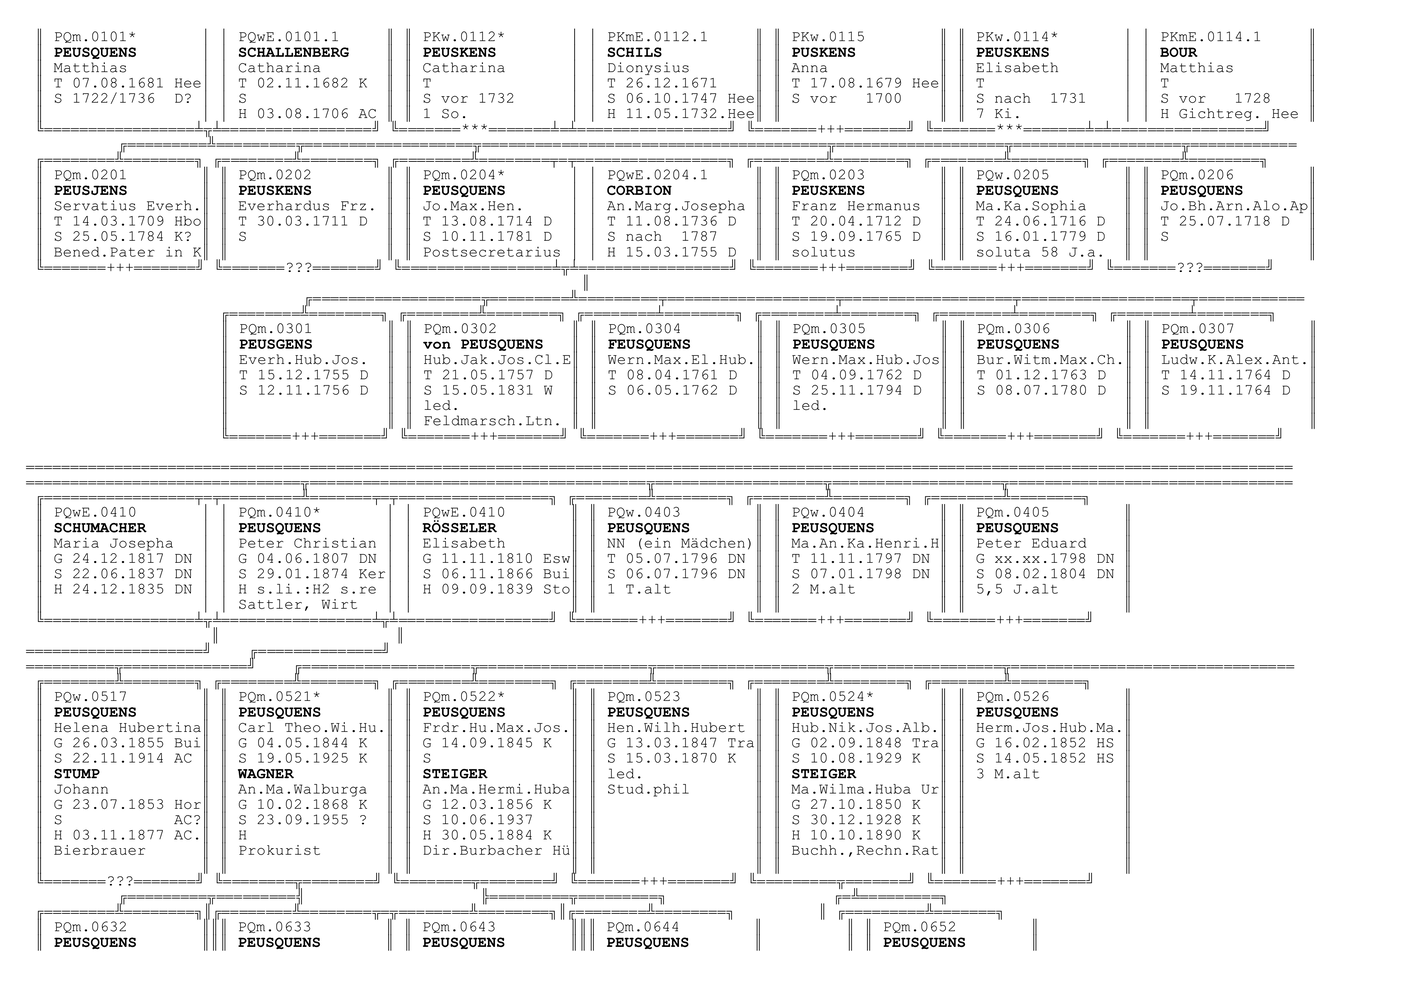 PQm.0101* PQwE.0101.1 PKw.0112* PKmE.0112.1 PKw.0115 PKw.0114* PKmE.0114.1
PEUSQUENS SCHALLENBERG PEUSKENS SCHILS PUSKENS PEUSKENS BOUR
Matthias Catharina Catharina Dionysius Anna Elisabeth Matthias
T 07.08.1681 Hee T 02.11.1682 K T T 26.12.1671 T 17.08.1679 Hee T T
S 1722/1736 D? S S vor 1732 S 06.10.1747 Hee S vor 1700 S nach 1731 S vor 1728
H 03.08.1706 AC 1 So. H 11.05.1732.Hee 7 Ki. H Gichtreg. Hee
*** +++ ***
PQm.0201 PQm.0202 PQm.0204* PQwE.0204.1 PQm.0203 PQw.0205 PQm.0206
PEUSJENS PEUSKENS PEUSQUENS CORBION PEUSKENS PEUSQUENS PEUSQUENS
Servatius Everh. Everhardus Frz. Jo.Max.Hen. An.Marg.Josepha Franz Hermanus Ma.Ka.Sophia Jo.Bh.Arn.Alo.Ap
T 14.03.1709 Hbo T 30.03.1711 D T 13.08.1714 D T 11.08.1736 D T 20.04.1712 D T 24.06.1716 D T 25.07.1718 D
S 25.05.1784 K? S S 10.11.1781 D S nach 1787 S 19.09.1765 D S 16.01.1779 D S
Bened.Pater in K Postsecretarius H 15.03.1755 D solutus soluta 58 J.a.
+++ ??? +++ +++ ???
PQm.0301 PQm.0302 PQm.0304 PQm.0305 PQm.0306 PQm.0307
PEUSGENS von PEUSQUENS FEUSQUENS PEUSQUENS PEUSQUENS PEUSQUENS
Everh.Hub.Jos. Hub.Jak.Jos.Cl.E Wern.Max.El.Hub. Wern.Max.Hub.Jos Bur.Witm.Max.Ch. Ludw.K.Alex.Ant.
T 15.12.1755 D T 21.05.1757 D T 08.04.1761 D T 04.09.1762 D T 01.12.1763 D T 14.11.1764 D
S 12.11.1756 D S 15.05.1831 W S 06.05.1762 D S 25.11.1794 D S 08.07.1780 D S 19.11.1764 D
led. led.
Feldmarsch.Ltn.
+++ +++ +++ +++ +++ +++
PQwE.0410 PQm.0410* PQwE.0410 PQw.0403 PQw.0404 PQm.0405
SCHUMACHER PEUSQUENS RÖSSELER PEUSQUENS PEUSQUENS PEUSQUENS
Maria Josepha Peter Christian Elisabeth NN (ein Mädchen) Ma.An.Ka.Henri.H Peter Eduard
G 24.12.1817 DN G 04.06.1807 DN G 11.11.1810 Esw T 05.07.1796 DN T 11.11.1797 DN G xx.xx.1798 DN
S 22.06.1837 DN S 29.01.1874 Ker S 06.11.1866 Bui S 06.07.1796 DN S 07.01.1798 DN S 08.02.1804 DN
H 24.12.1835 DN H s.li.:H2 s.re H 09.09.1839 Sto 1 T.alt 2 M.alt 5,5 J.alt
Sattler, Wirt
+++ +++ +++
PQw.0517 PQm.0521* PQm.0522* PQm.0523 PQm.0524* PQm.0526
PEUSQUENS PEUSQUENS PEUSQUENS PEUSQUENS PEUSQUENS PEUSQUENS
Helena Hubertina Carl Theo.Wi.Hu. Frdr.Hu.Max.Jos. Hen.Wilh.Hubert Hub.Nik.Jos.Alb. Herm.Jos.Hub.Ma.
G 26.03.1855 Bui G 04.05.1844 K G 14.09.1845 K G 13.03.1847 Tra G 02.09.1848 Tra G 16.02.1852 HS
S 22.11.1914 AC S 19.05.1925 K S S 15.03.1870 K S 10.08.1929 K S 14.05.1852 HS
STUMP WAGNER STEIGER led. STEIGER 3 M.alt
Johann An.Ma.Walburga An.Ma.Hermi.Huba Stud.phil Ma.Wilma.Huba Ur
G 23.07.1853 Hor G 10.02.1868 K G 12.03.1856 K G 27.10.1850 K
S AC? S 23.09.1955 ? S 10.06.1937 S 30.12.1928 K
H 03.11.1877 AC. H H 30.05.1884 K H 10.10.1890 K
Bierbrauer Prokurist Dir.Burbacher Hü Buchh.,Rechn.Rat
??? +++ +++
PQm.0632 PQm.0633 PQm.0643 PQm.0644 PQm.0652
PEUSQUENS PEUSQUENS PEUSQUENS PEUSQUENS PEUSQUENS